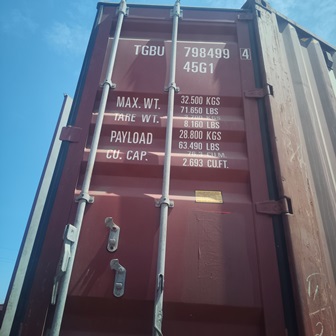 TGBU 798499 4
45G1
MAX. WT. 32.500 KGS
71.650 LBS
TARE WT.
8.160 LBS
PAYLOAD 28.800 KGS
63.490 LBS
CU. CAP.
2.693 CU.FT.